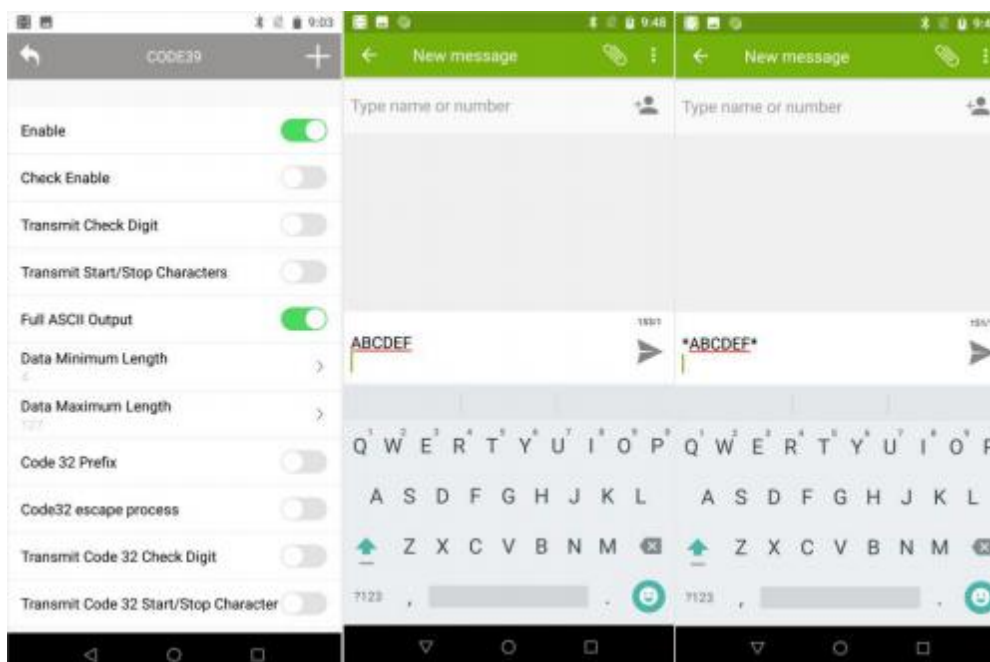 9:03
CODE39
Enable
Check Enable
Transmit Check Digit
Transmit Start/Stop Characters
Full ASCII Output
Data Minimum Length
2
Data Maximum Length
127
Code 32 Prefix
Code32 escape process
Transmit Code 32 Check Digit
Transmit Code 32 Start/Stop Character
9:48
New message
Type name or number
ABCDEF
Q W E R T Y U I O P
A S D F G H J K L
Z X C V B N M
?123 , .
New message
Type name or number
*ABCDEF*
Q W E R T Y U I O
A S D F G H J K L
Z X C V B N M
?123 , .